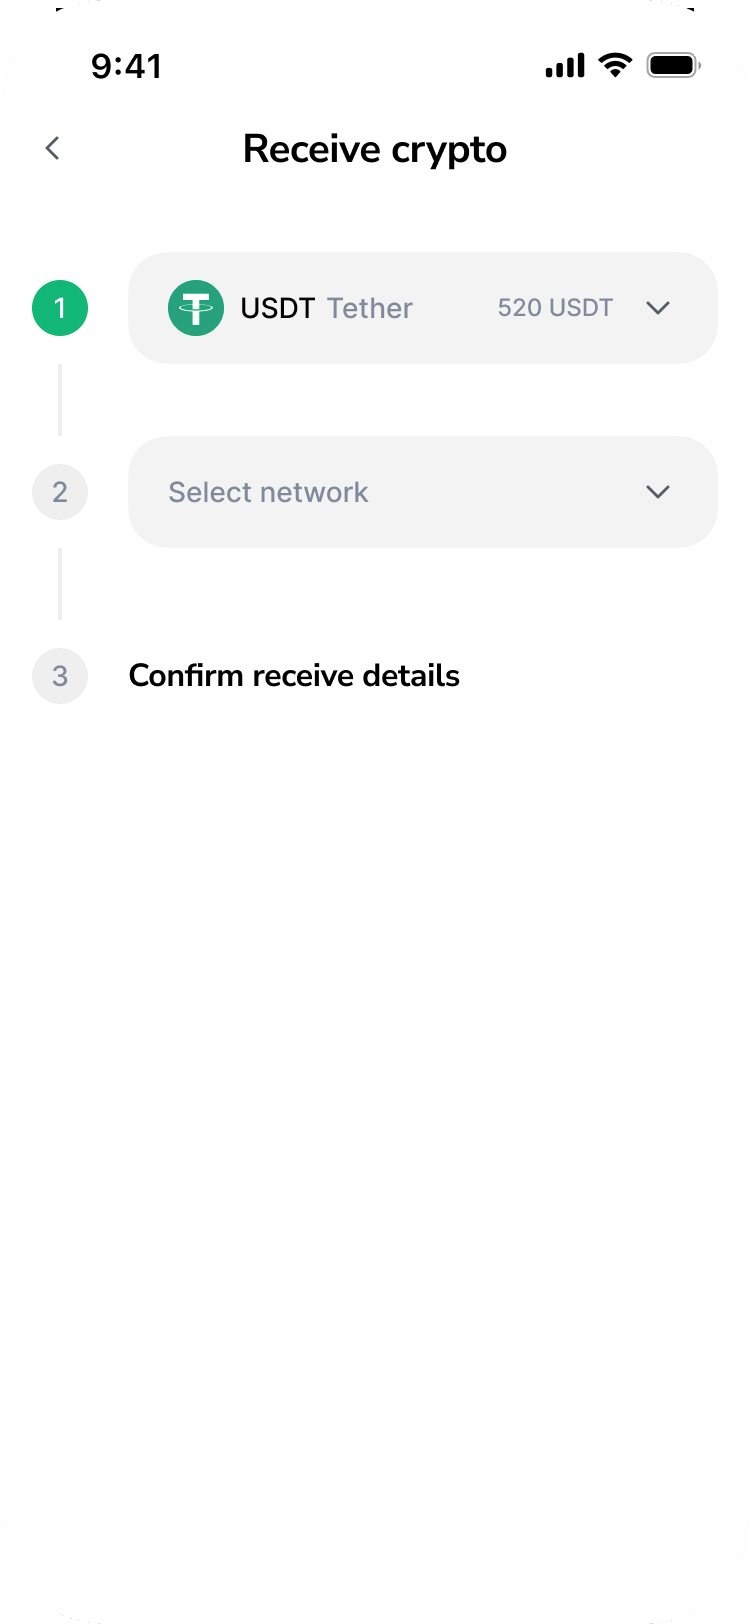 9:41
Receive crypto
1 USDT Tether 520 USDT
2 Select network
3 Confirm receive details